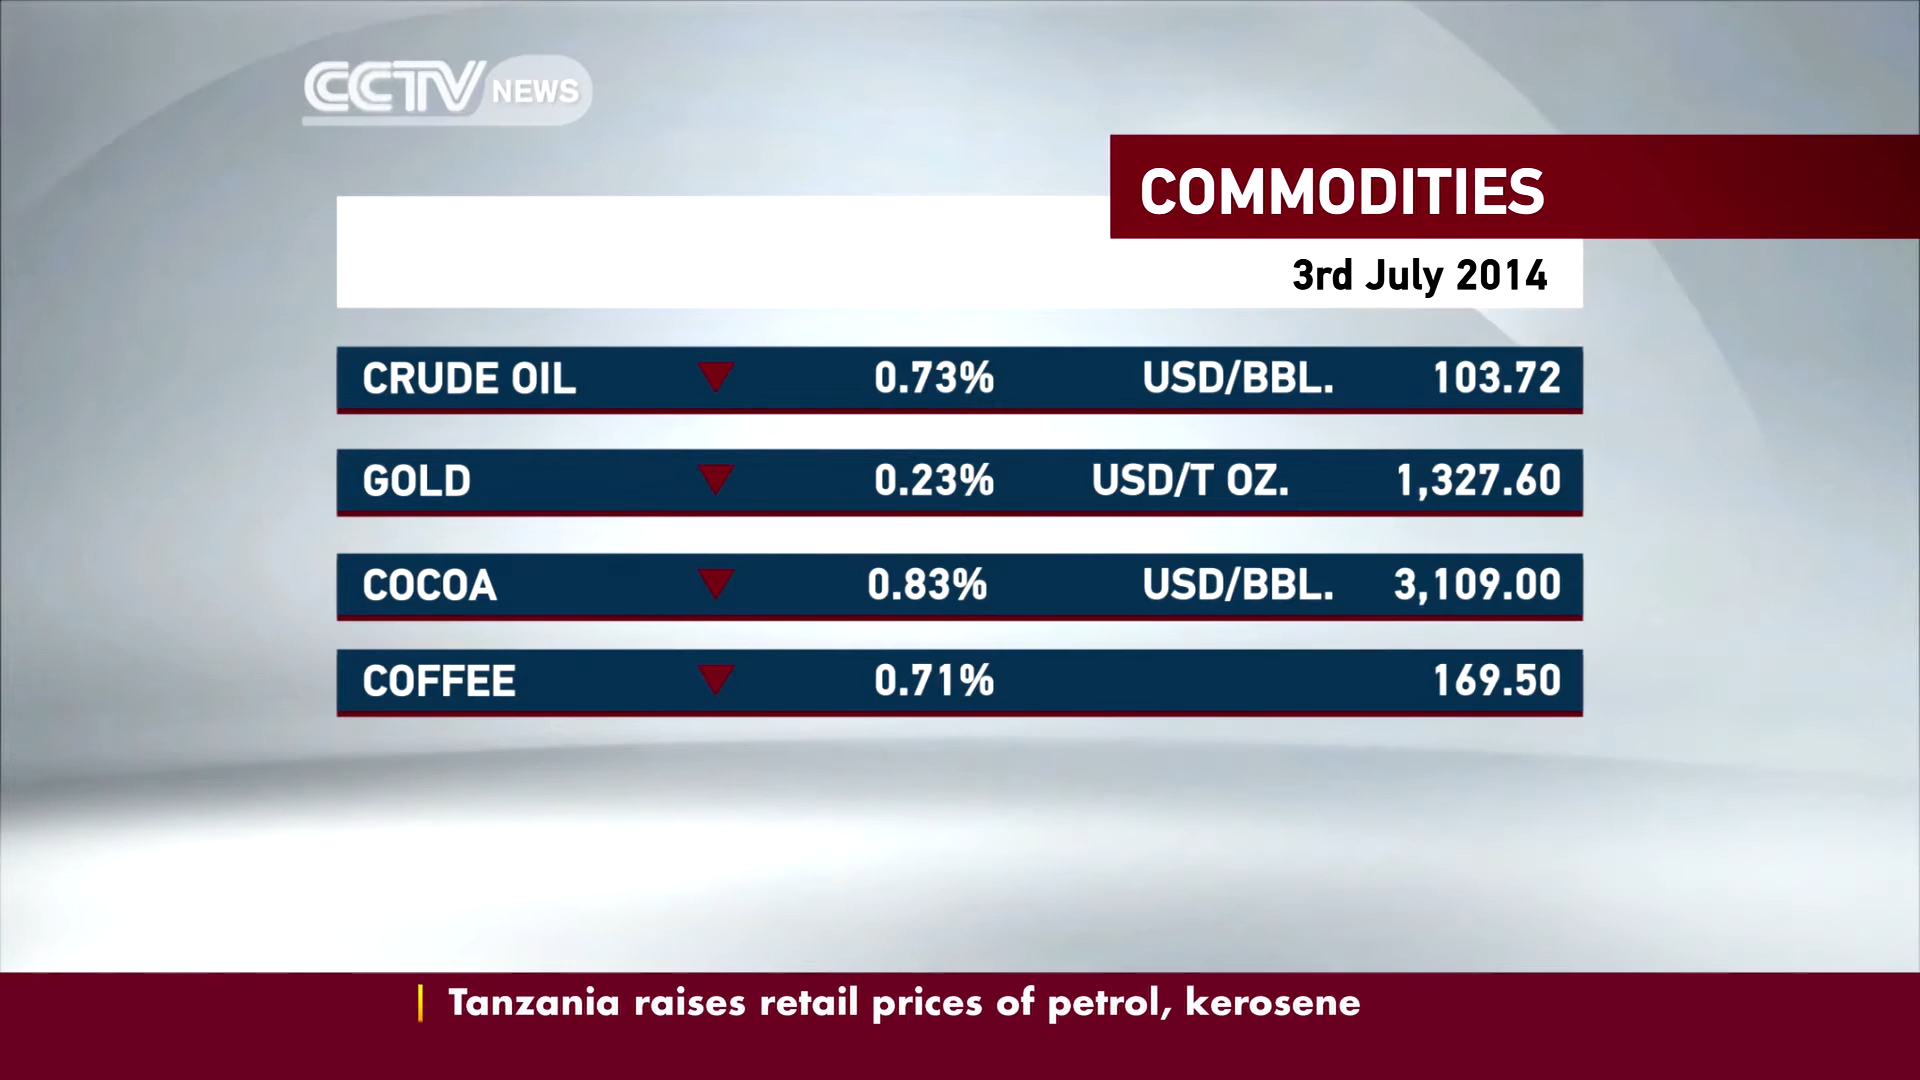 CCTV NEWS
COMMODITIES
3rd July 2014
CRUDE OIL 0.73% USD/BBL. 103.72
GOLD 0.23% USD/T OZ. 1,327.60
COCOA 0.83% USD/BBL. 3,109.00
COFFEE 0.71% 169.50
Tanzania raises retail prices of petrol, kerosene